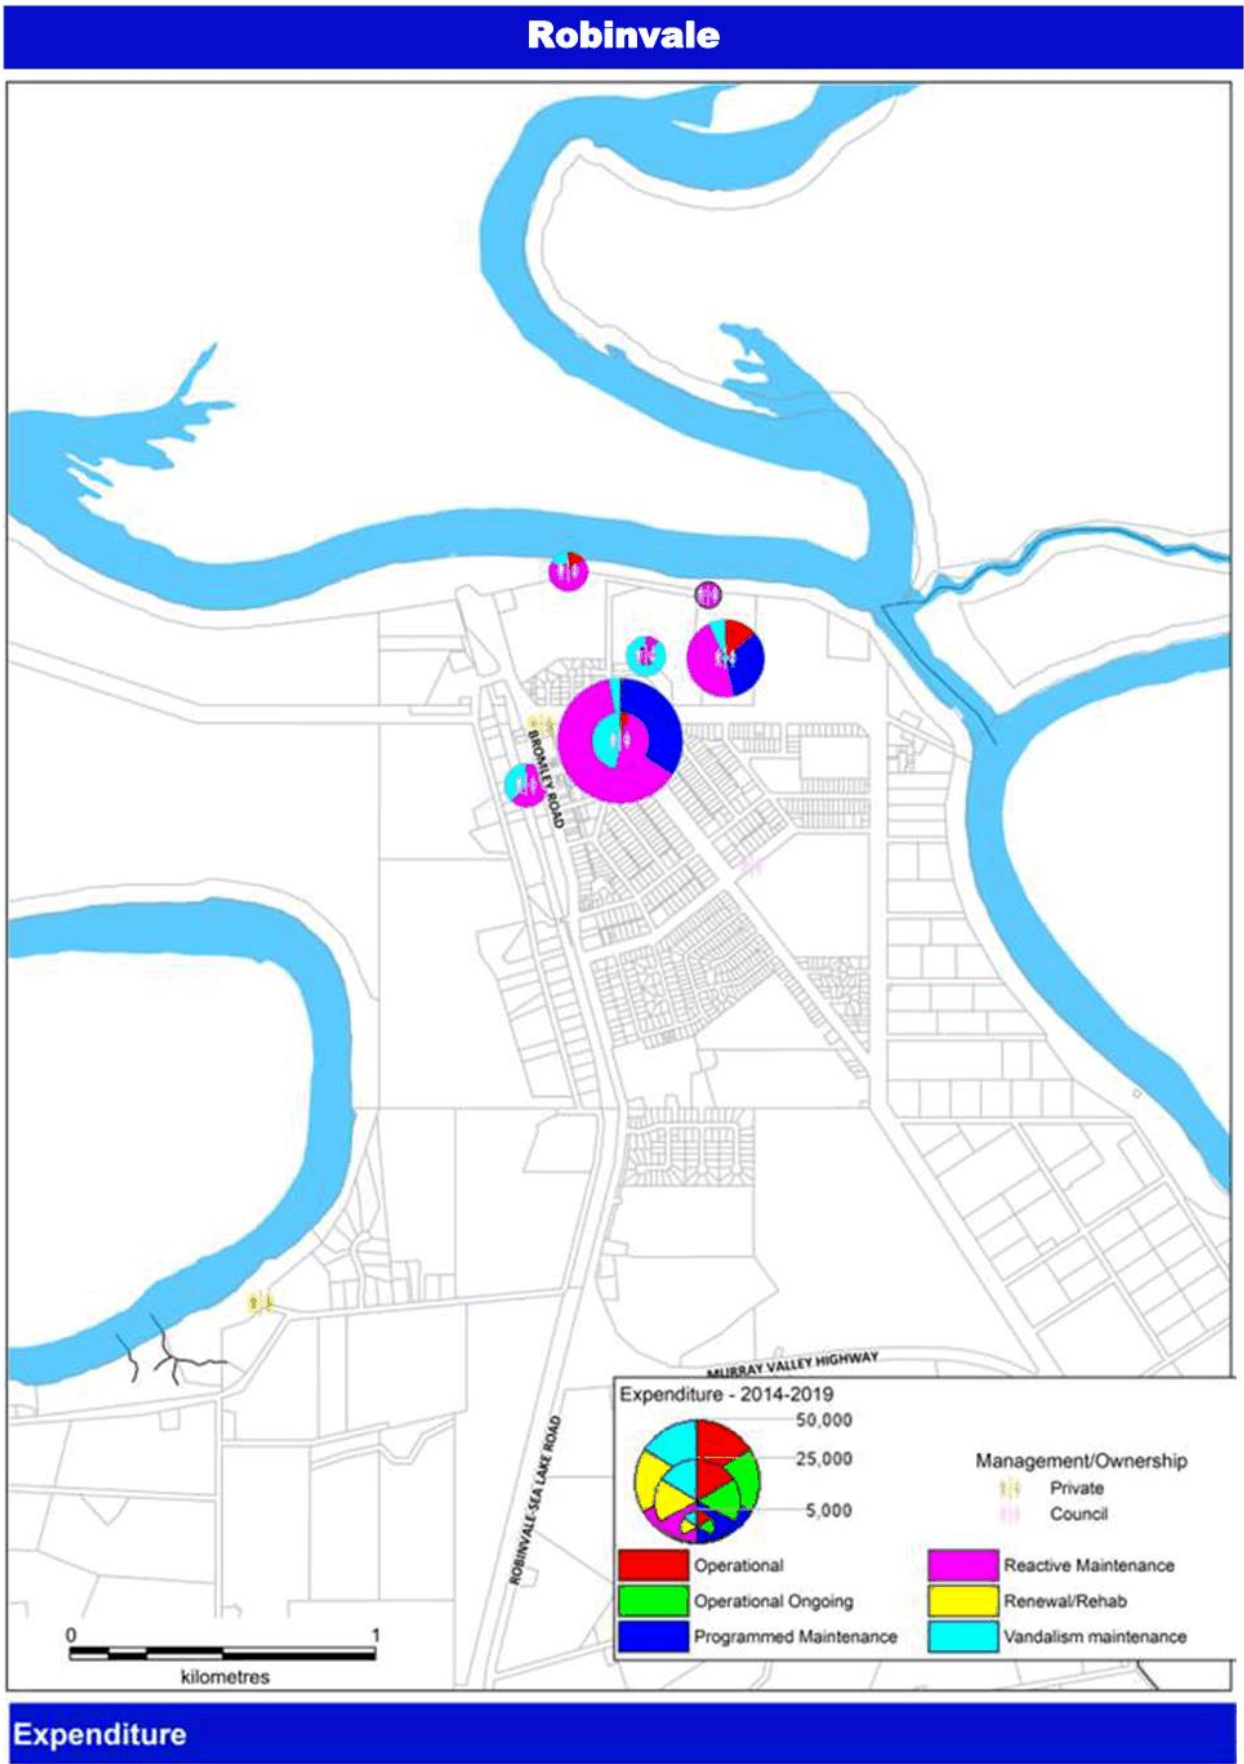 Robinvale
BROMLEY ROAD
MURRAY VALLEY HIGHWAY
ROBINVALE-SEA LAKE ROAD
Expenditure - 2014-2019
50,000
25,000
5,000
Management/Ownership
Private
Council
Operational
Reactive Maintenance
Operational Ongoing
Renewal/Rehab
Programmed Maintenance
Vandalism maintenance
0 1
kilometres
Expenditure